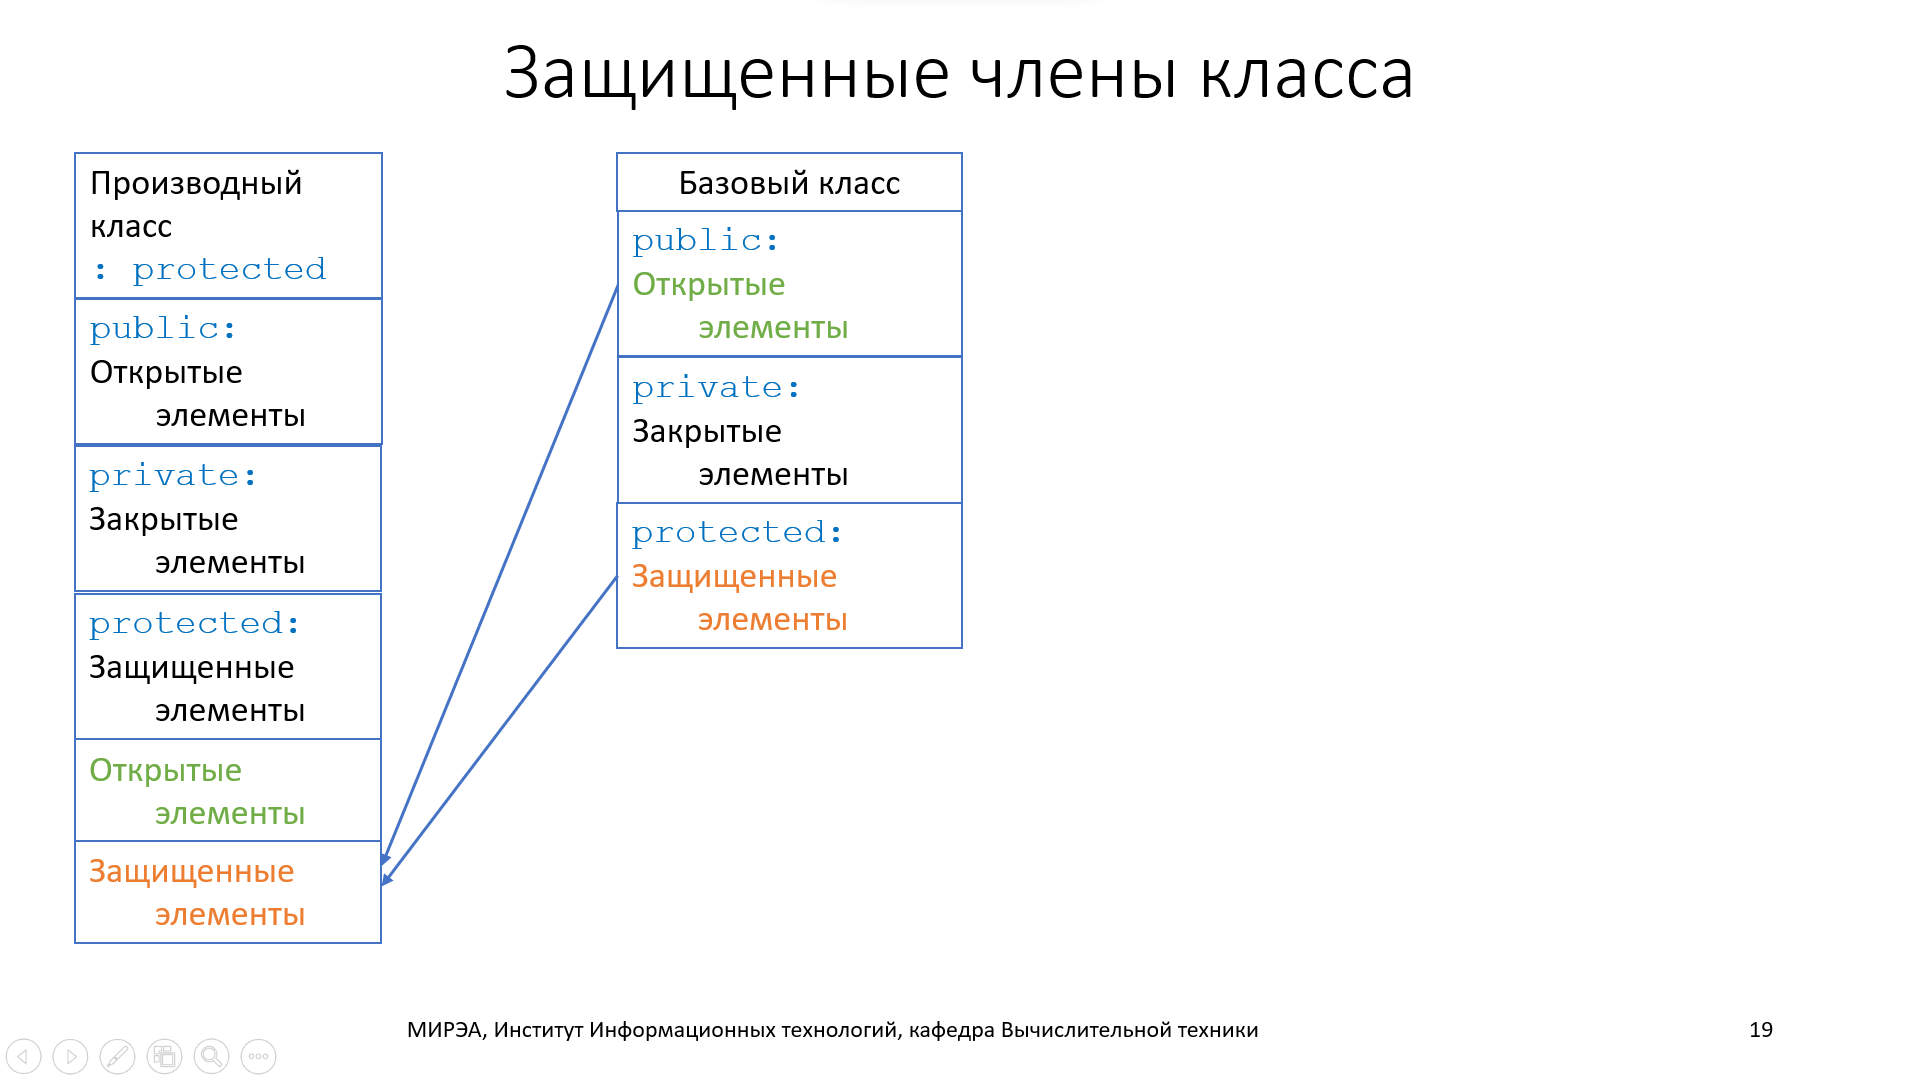 Защищенные члены класса
Производный
класс
: protected
public:
Открытые
элементы
private:
Закрытые
элементы
protected:
Защищенные
элементы
Открытые
элементы
Защищенные
элементы
Базовый класс
public:
Открытые
элементы
private:
Закрытые
элементы
protected:
Защищенные
элементы
МИРЭА, Институт Информационных технологий, кафедра Вычислительной техники
19